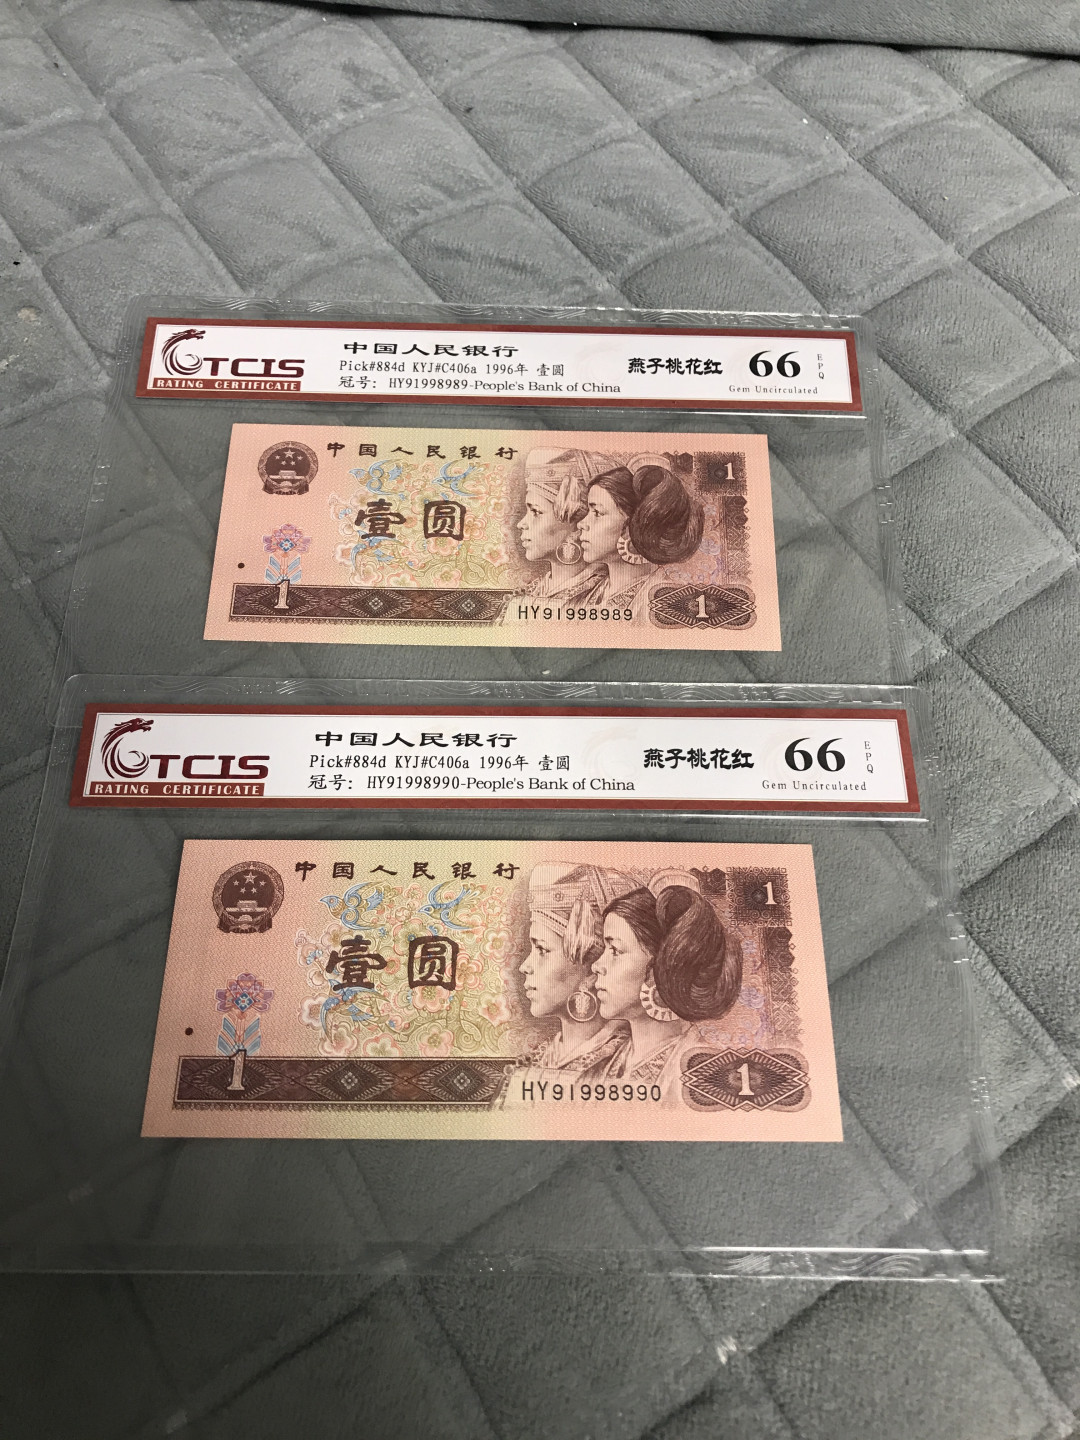 TCIS
RATING CERTIFICATE
中国人民银行
Pick#884d KYJ#C406a 1996年 壹圆
冠号: HY91998989-People's Bank of China
燕子桃花红
66
EPQ
Gem Uncirculated
中国人民银行
1
壹圆
1
HY91998989
1
TCIS
RATING CERTIFICATE
中国人民银行
Pick#884d KYJ#C406a 1996年 壹圆
冠号: HY91998990-People's Bank of China
燕子桃花红
66
EPQ
Gem Uncirculated
中国人民银行
1
壹圆
1
HY91998990
1